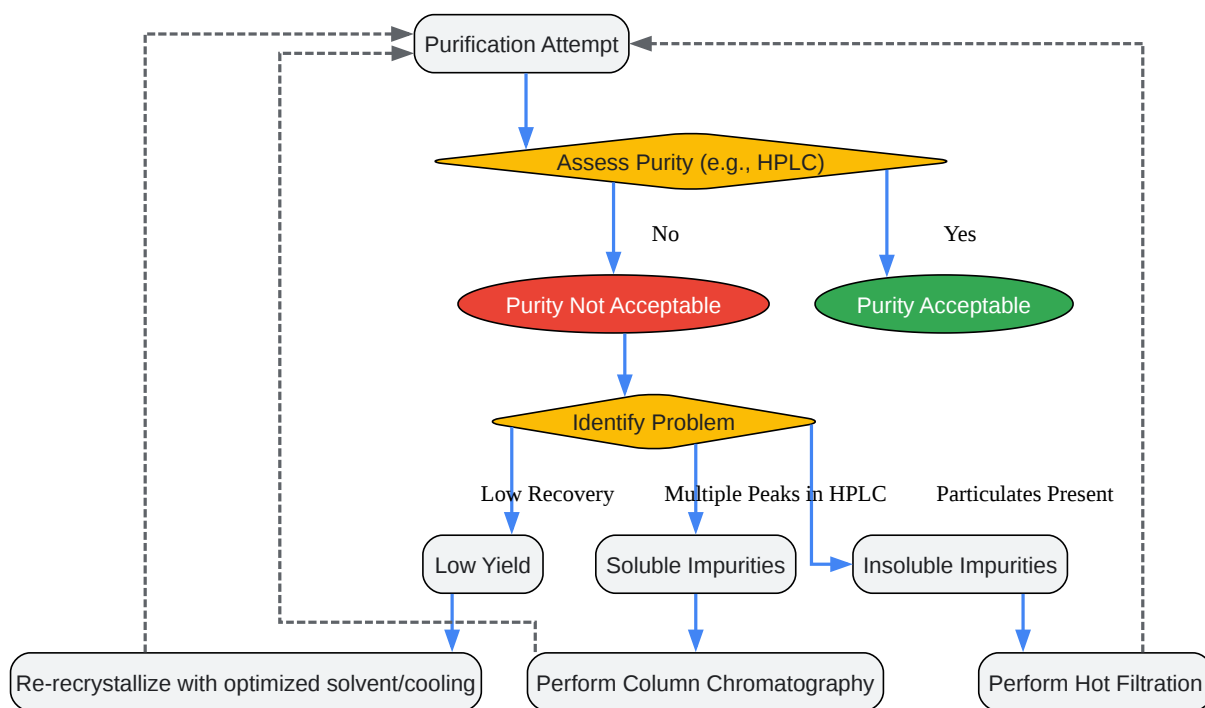 Purification Attempt
Assess Purity (e.g., HPLC)
No
Yes
Purity Not Acceptable
Purity Acceptable
Identify Problem
Low Recovery
Multiple Peaks in HPLC
Particulates Present
Low Yield
Soluble Impurities
Insoluble Impurities
Re-recrystallize with optimized solvent/cooling
Perform Column Chromatography
Perform Hot Filtration